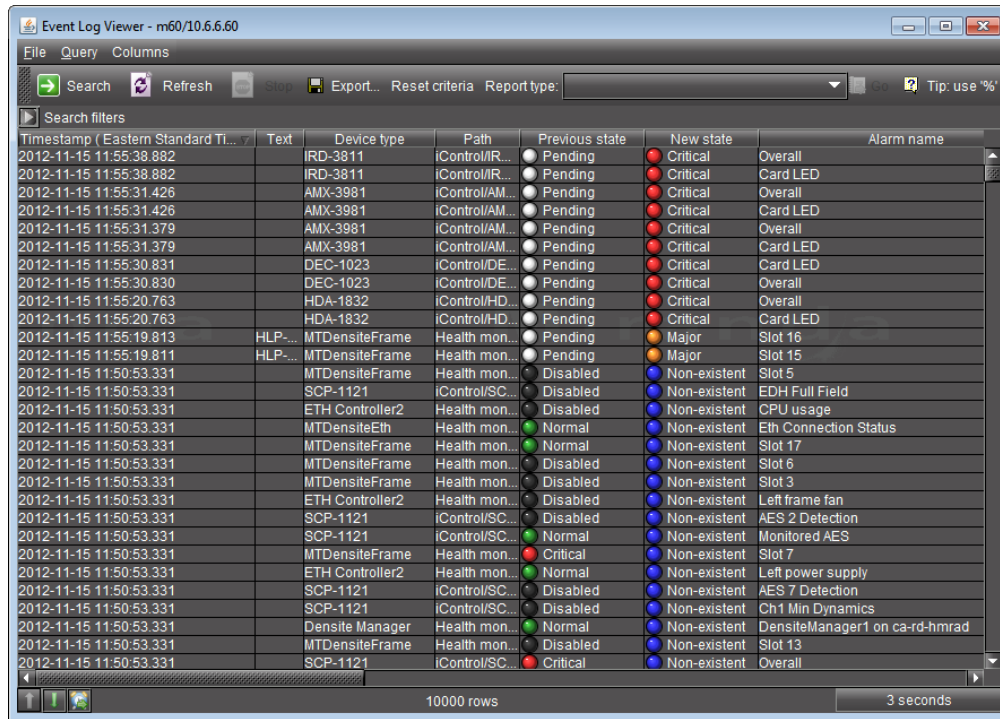 Event Log Viewer - m60/10.6.6.60
File Query Columns
Search Refresh Stop Export... Reset criteria Report type: Go Tip: use '%'
Search filters
Timestamp ( Eastern Standard Ti... Text Device type Path Previous state New state Alarm name
2012-11-15 11:55:38.882 IRD-3811 iControl/IR... Pending Critical Overall
2012-11-15 11:55:38.882 IRD-3811 iControl/IR... Pending Critical Card LED
2012-11-15 11:55:31.426 AMX-3981 iControl/AM... Pending Critical Overall
2012-11-15 11:55:31.426 AMX-3981 iControl/AM... Pending Critical Card LED
2012-11-15 11:55:31.379 AMX-3981 iControl/AM... Pending Critical Overall
2012-11-15 11:55:31.379 AMX-3981 iControl/AM... Pending Critical Card LED
2012-11-15 11:55:30.831 DEC-1023 iControl/DE... Pending Critical Card LED
2012-11-15 11:55:30.830 DEC-1023 iControl/DE... Pending Critical Overall
2012-11-15 11:55:20.763 HDA-1832 iControl/HD... Pending Critical Overall
2012-11-15 11:55:20.763 HDA-1832 iControl/HD... Pending Critical Card LED
2012-11-15 11:55:19.813 HLP-... MTDensiteFrame Health mon... Pending Major Slot 16
2012-11-15 11:55:19.811 HLP-... MTDensiteFrame Health mon... Pending Major Slot 15
2012-11-15 11:50:53.331 MTDensiteFrame Health mon... Disabled Non-existent Slot 5
2012-11-15 11:50:53.331 SCP-1121 iControl/SC... Disabled Non-existent EDH Full Field
2012-11-15 11:50:53.331 ETH Controller2 Health mon... Disabled Non-existent CPU usage
2012-11-15 11:50:53.331 MTDensiteEth Health mon... Normal Non-existent Eth Connection Status
2012-11-15 11:50:53.331 MTDensiteFrame Health mon... Normal Non-existent Slot 17
2012-11-15 11:50:53.331 MTDensiteFrame Health mon... Disabled Non-existent Slot 6
2012-11-15 11:50:53.331 MTDensiteFrame Health mon... Disabled Non-existent Slot 3
2012-11-15 11:50:53.331 ETH Controller2 Health mon... Disabled Non-existent Left frame fan
2012-11-15 11:50:53.331 SCP-1121 iControl/SC... Disabled Non-existent AES 2 Detection
2012-11-15 11:50:53.331 SCP-1121 iControl/SC... Normal Non-existent Monitored AES
2012-11-15 11:50:53.331 MTDensiteFrame Health mon... Critical Non-existent Slot 7
2012-11-15 11:50:53.331 ETH Controller2 Health mon... Normal Non-existent Left power supply
2012-11-15 11:50:53.331 SCP-1121 iControl/SC... Disabled Non-existent AES 7 Detection
2012-11-15 11:50:53.331 SCP-1121 iControl/SC... Disabled Non-existent Ch1 Min Dynamics
2012-11-15 11:50:53.331 Densite Manager Health mon... Normal Non-existent DensiteManager1 on ca-rd-hmrad
2012-11-15 11:50:53.331 MTDensiteFrame Health mon... Disabled Non-existent Slot 13
2012-11-15 11:50:53.331 SCP-1121 iControl/SC... Critical Non-existent Overall
10000 rows 3 seconds